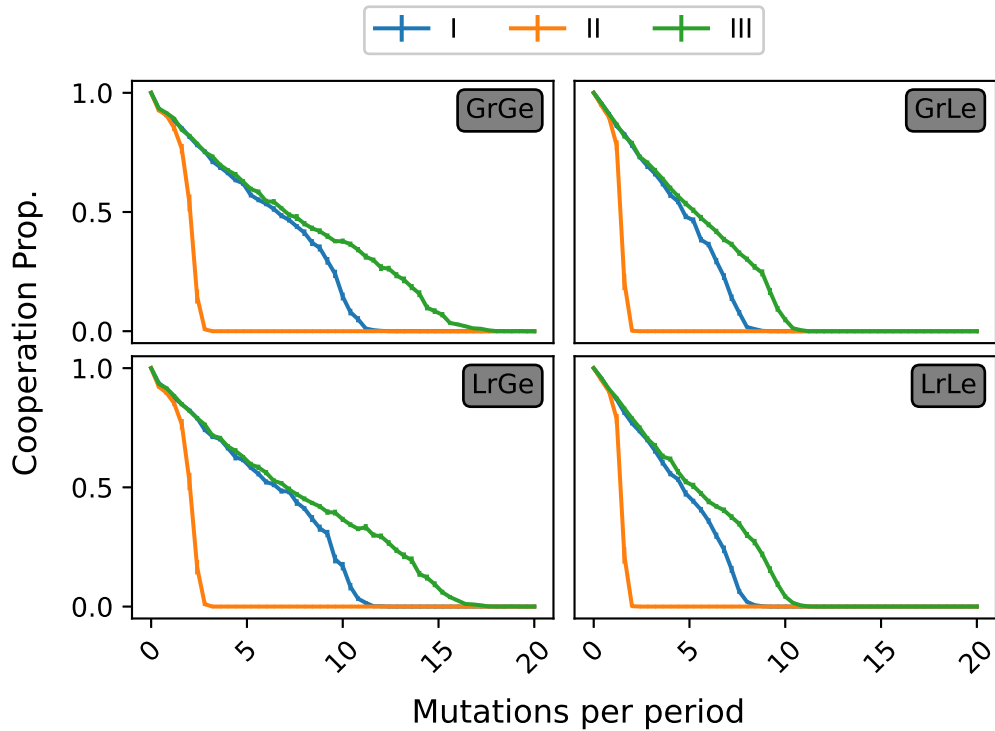 I II III
GrGe GrLe
1.0
0.5
0.0
LrGe LrLe
1.0
0.5
0.0
Cooperation Prop.
0 5 10 15 20 0 5 10 15 20
Mutations per period